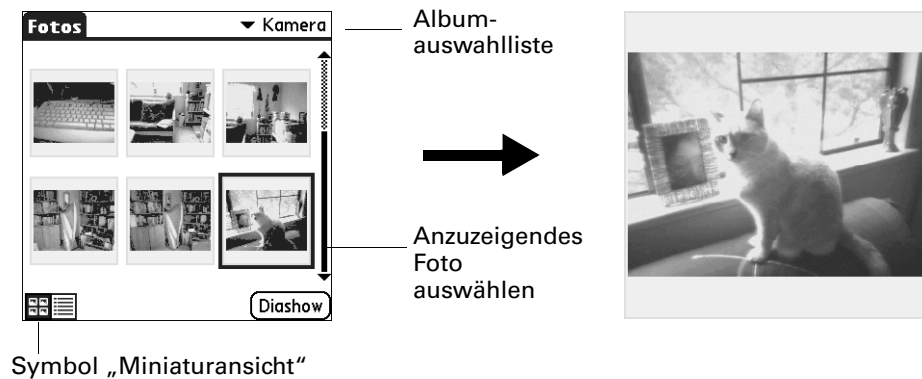 Fotos
Kamera
Album-
auswahlliste
Anzuzeigendes
Foto
auswählen
Diashow
Symbol „Miniaturansicht“